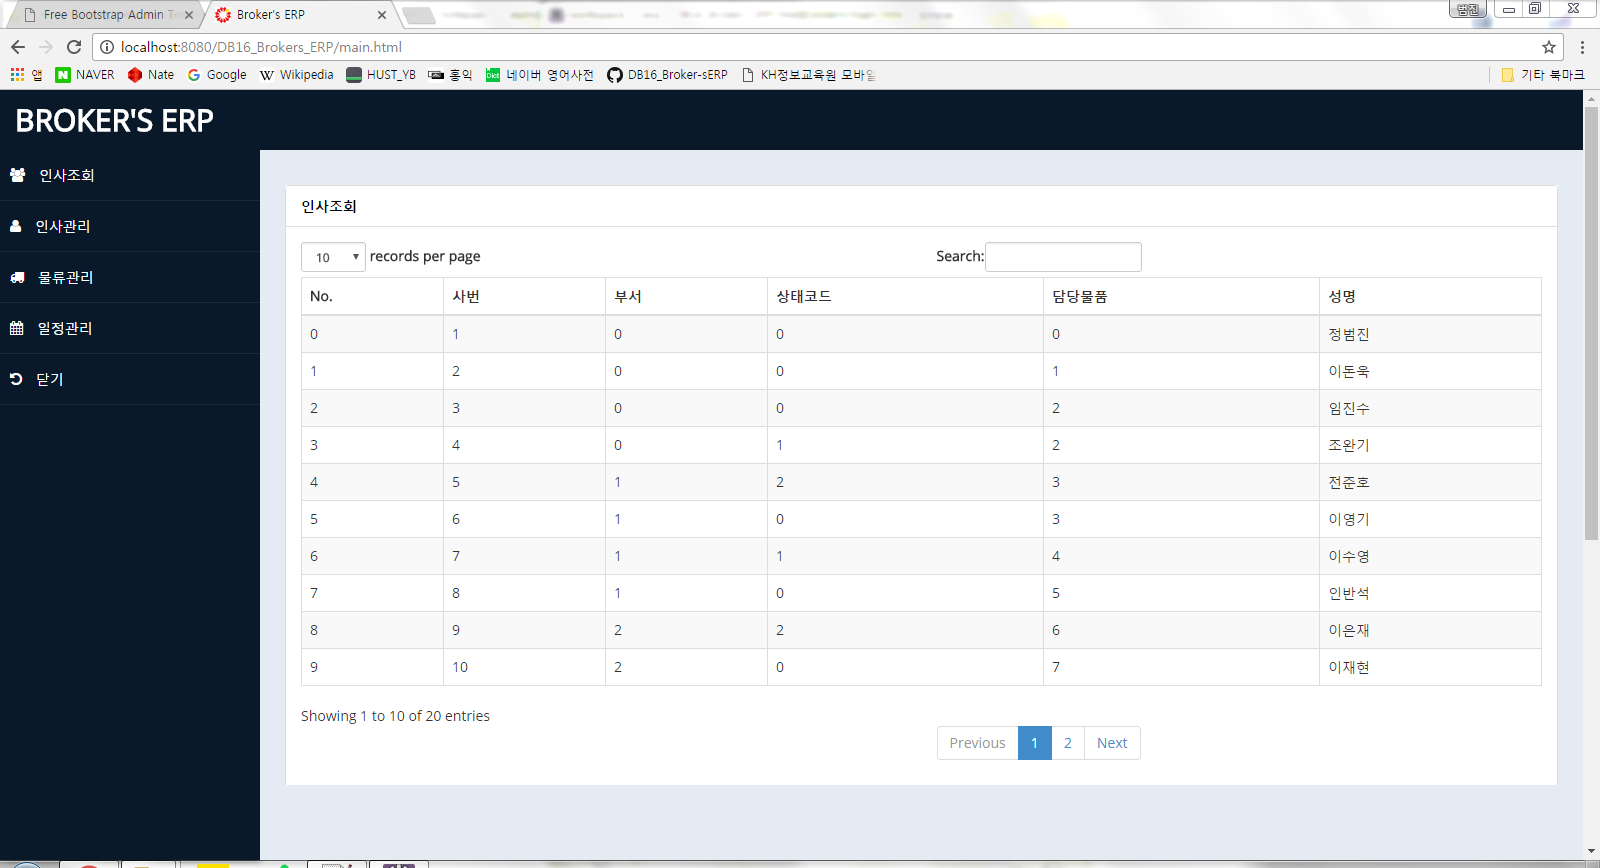 Free Bootstrap Admin Te
Broker's ERP
범진
localhost:8080/DB16_Brokers_ERP/main.html
앱 NAVER Nate Google Wikipedia HUST_YB 홍익 네이버 영어사전 DB16_Broker-sERP KH정보교육원 모바일 기타 북마크
BROKER'S ERP
인사조회
인사관리
물류관리
일정관리
닫기
인사조회
10 records per page Search:
No. 사번 부서 상태코드 담당물품 성명
0 1 0 0 0 정범진
1 2 0 0 1 이돈욱
2 3 0 0 2 임진수
3 4 0 1 2 조완기
4 5 1 2 3 전준호
5 6 1 0 3 이영기
6 7 1 1 4 이수영
7 8 1 0 5 인반석
8 9 2 2 6 이은재
9 10 2 0 7 이재현
Showing 1 to 10 of 20 entries
Previous 1 2 Next